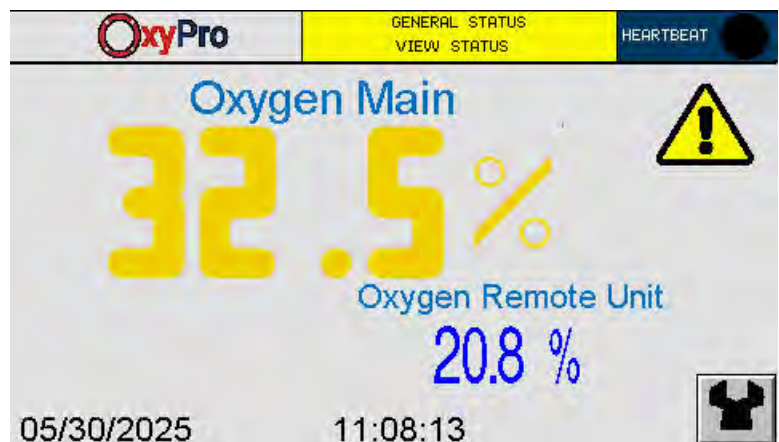 OxyPro
GENERAL STATUS
VIEW STATUS
HEARTBEAT
Oxygen Main
32.5%
Oxygen Remote Unit
20.8 %
05/30/2025 11:08:13